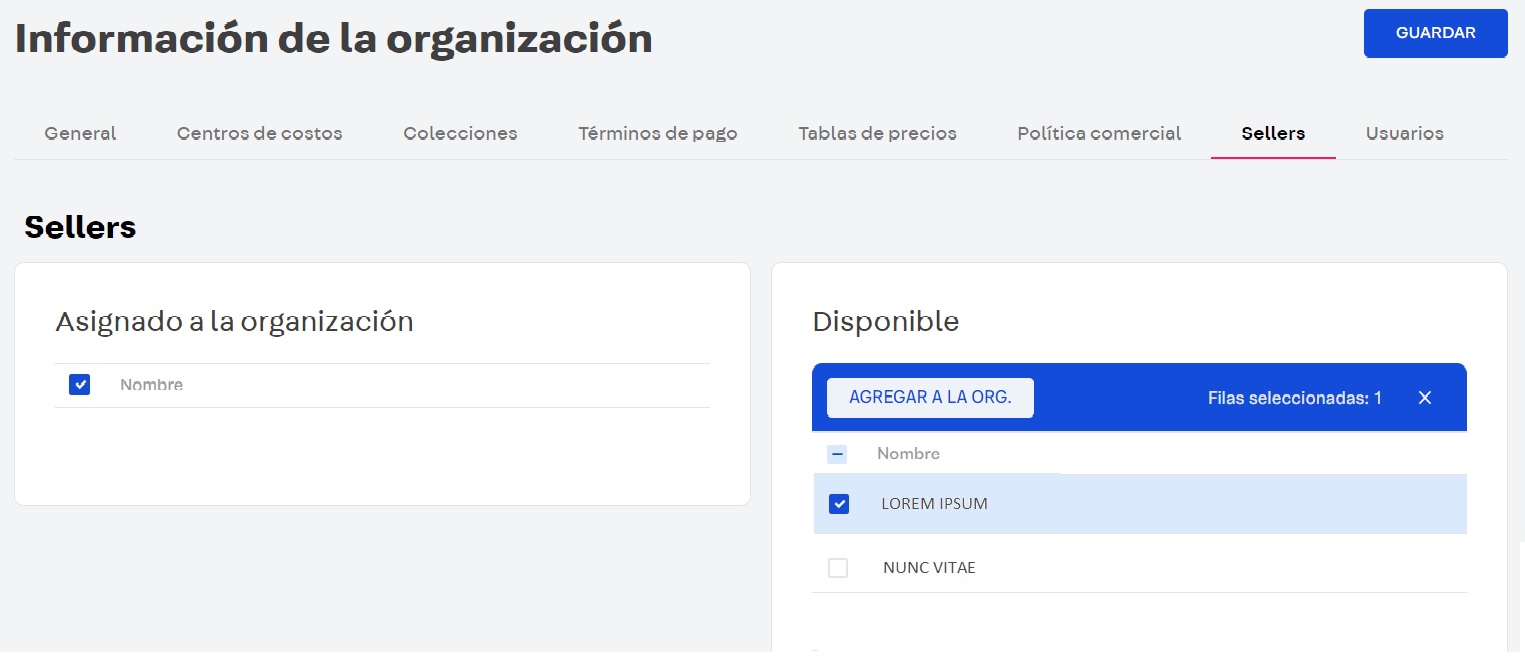 Información de la organización
GUARDAR
General Centros de costos Colecciones Términos de pago Tablas de precios Política comercial Sellers Usuarios
Sellers
Asignado a la organización
Nombre
Disponible
AGREGAR A LA ORG. Filas seleccionadas: 1
Nombre
LOREM IPSUM
NUNC VITAE